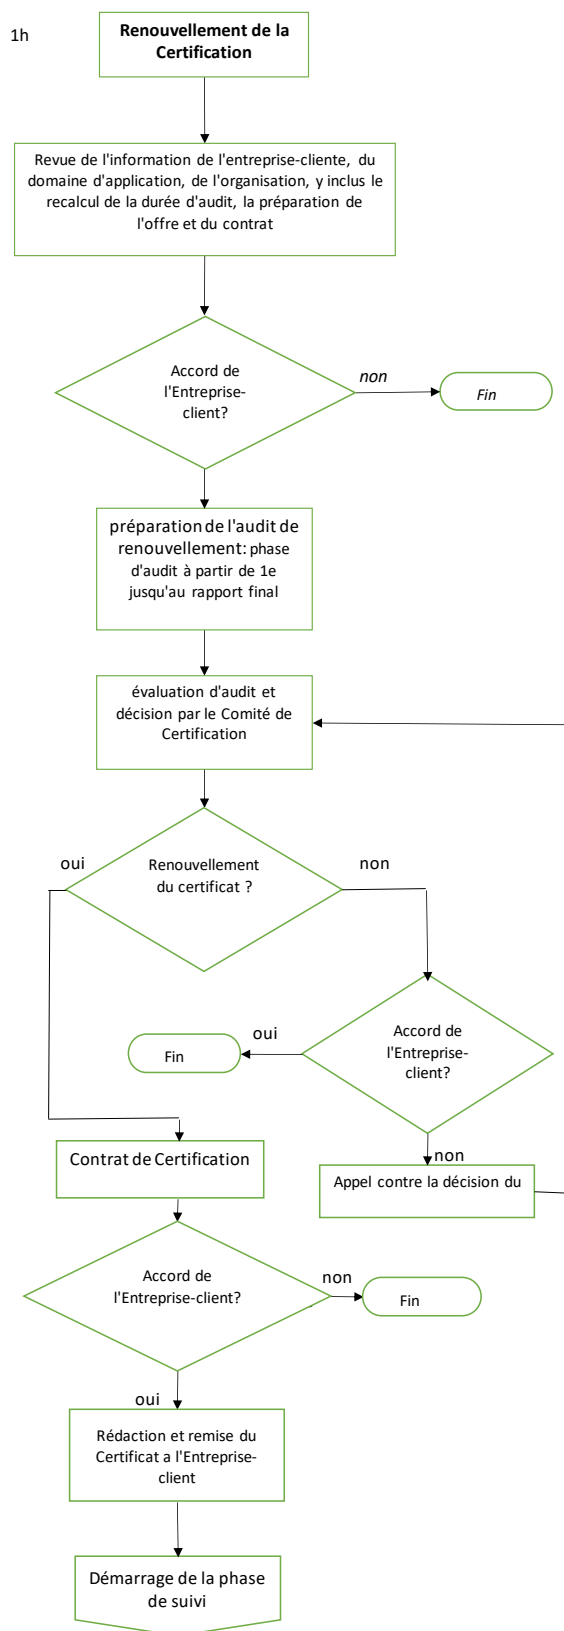 1h
Renouvellement de la
Certification
Revue de l'information de l'entreprise-cliente, du
domaine d'application, de l'organisation, y inclus le
recalcul de la durée d'audit, la préparation de
l'offre et du contrat
Accord de
l'Entreprise-
client?
non
Fin
préparation de l'audit de
renouvellement: phase
d'audit à partir de 1e
jusqu'au rapport final
évaluation d'audit et
décision par le Comité de
Certification
oui
Renouvellement
du certificat ?
non
Accord de
l'Entreprise-
client?
oui
Fin
non
Contrat de Certification
Appel contre la décision du
Accord de
l'Entreprise-client?
non
Fin
oui
Rédaction et remise du
Certificat a l'Entreprise-
client
Démarrage de la phase
de suivi